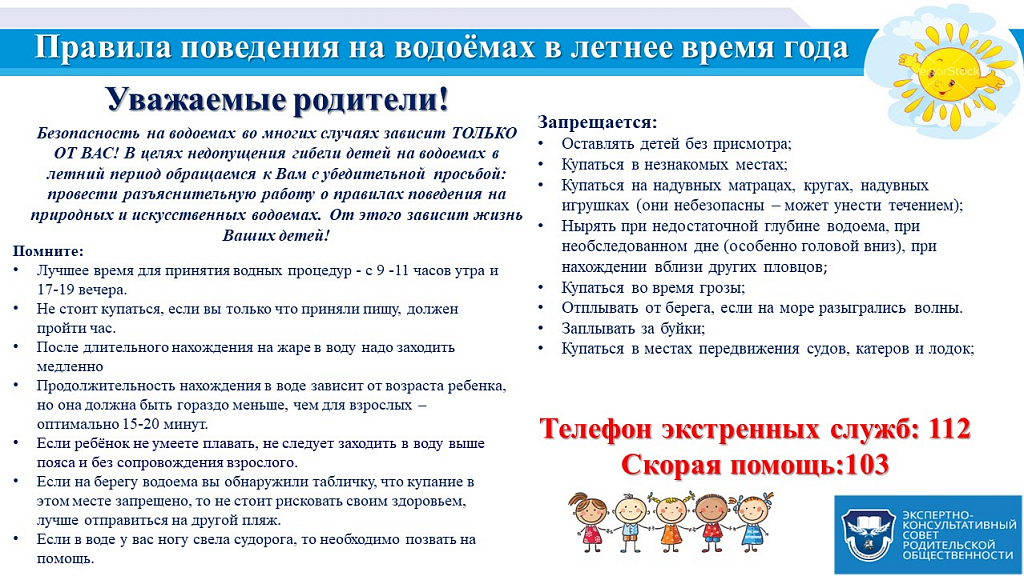 Правила поведения на водоёмах в летнее время года
Уважаемые родители!
Безопасность на водоемах во многих случаях зависит ТОЛЬКО
ОТ ВАС! В целях недопущения гибели детей на водоемах в
летний период обращаемся к Вам с убедительной просьбой:
провести разъяснительную работу о правилах поведения на
природных и искусственных водоемах. От этого зависит жизнь
Ваших детей!
Помните:
• Лучшее время для принятия водных процедур - с 9 -11 часов утра и
17-19 вечера.
• Не стоит купаться, если вы только что приняли пищу, должен
пройти час.
• После длительного нахождения на жаре в воду надо заходить
медленно
• Продолжительность нахождения в воде зависит от возраста ребенка,
но она должна быть гораздо меньше, чем для взрослых –
оптимально 15-20 минут.
• Если ребёнок не умеете плавать, не следует заходить в воду выше
пояса и без сопровождения взрослого.
• Если на берегу водоема вы обнаружили табличку, что купание в
этом месте запрещено, то не стоит рисковать своим здоровьем,
лучше отправиться на другой пляж.
• Если в воде у вас ногу свела судорога, то необходимо позвать на
помощь.
Запрещается:
• Оставлять детей без присмотра;
• Купаться в незнакомых местах;
• Купаться на надувных матрацах, кругах, надувных
игрушках (они небезопасны – может унести течением);
• Нырять при недостаточной глубине водоема, при
необследованном дне (особенно головой вниз), при
нахождении вблизи других пловцов;
• Купаться во время грозы;
• Отплывать от берега, если на море разыгрались волны.
• Заплывать за буйки;
• Купаться в местах передвижения судов, катеров и лодок;
Телефон экстренных служб: 112
Скорая помощь:103
ЭКСПЕРТНО-
КОНСУЛЬТАТИВНЫЙ
СОВЕТ
РОДИТЕЛЬСКОЙ
ОБЩЕСТВЕННОСТИ